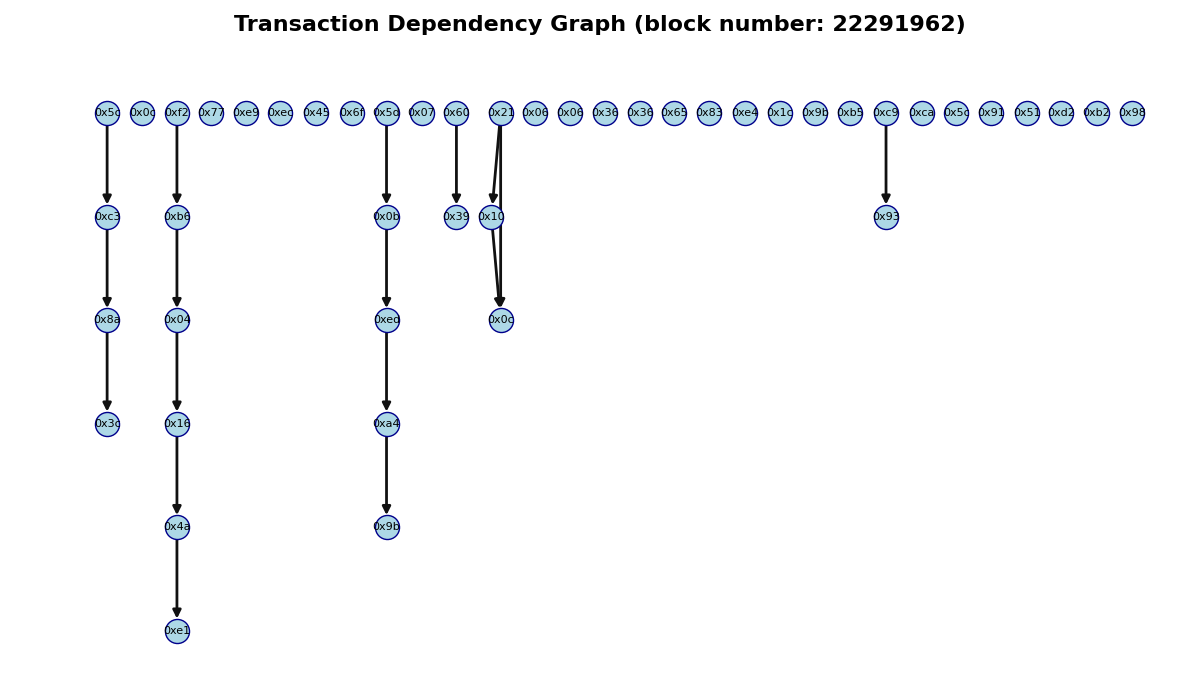 Transaction Dependency Graph (block number: 22291962)
0x5c 0x0c 0xf2 0x77 0xe9 0xec 0x45 0x6f 0x5d 0x07 0x60 0x21 0x06 0x06 0x36 0x36 0x65 0x83 0xe4 0x1c 0x9b 0xb5 0xc9 0xca 0x5c 0x91 0x51 0xd2 0xb2 0x98
0xc3 0xb6 0x0b 0x39 0x10 0x93
0x8a 0x04 0xed 0x0c
0x3c 0x16 0xa4
0x4a 0x9b
0xe1